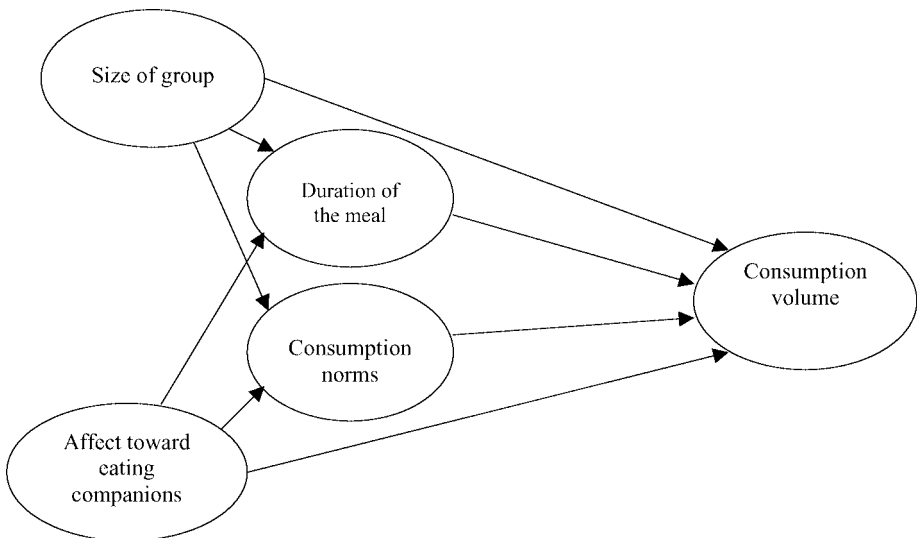 Size of group
Duration of
the meal
Consumption
volume
Consumption
norms
Affect toward
eating
companions